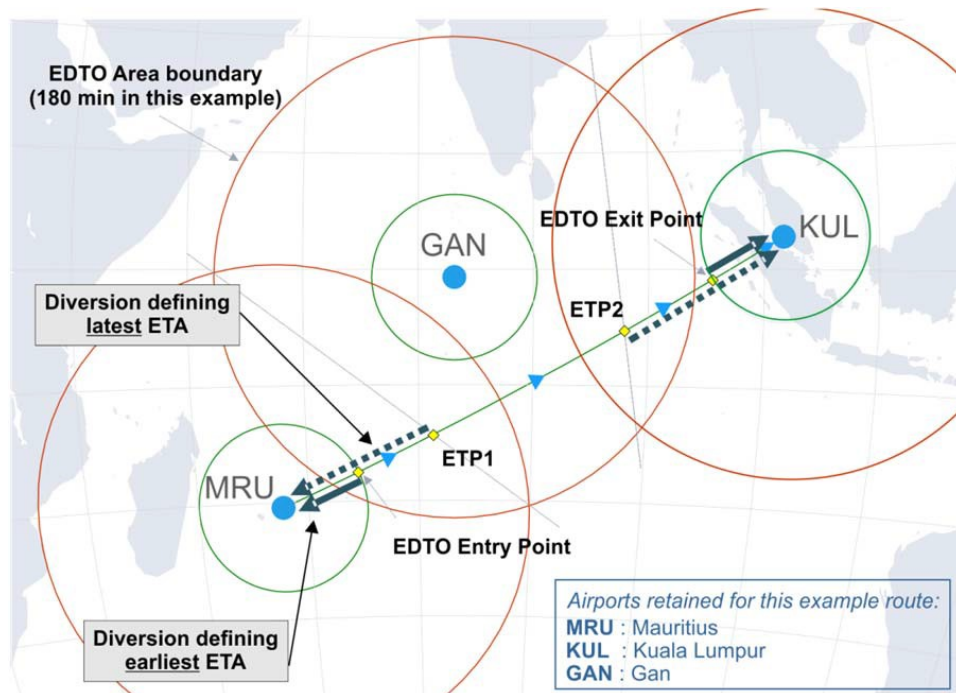 EDTO Area boundary
(180 min in this example)
GAN
EDTO Exit Point
KUL
Diversion defining
latest ETA
ETP2
MRU
ETP1
EDTO Entry Point
Diversion defining
earliest ETA
Airports retained for this example route:
MRU : Mauritius
KUL : Kuala Lumpur
GAN : Gan